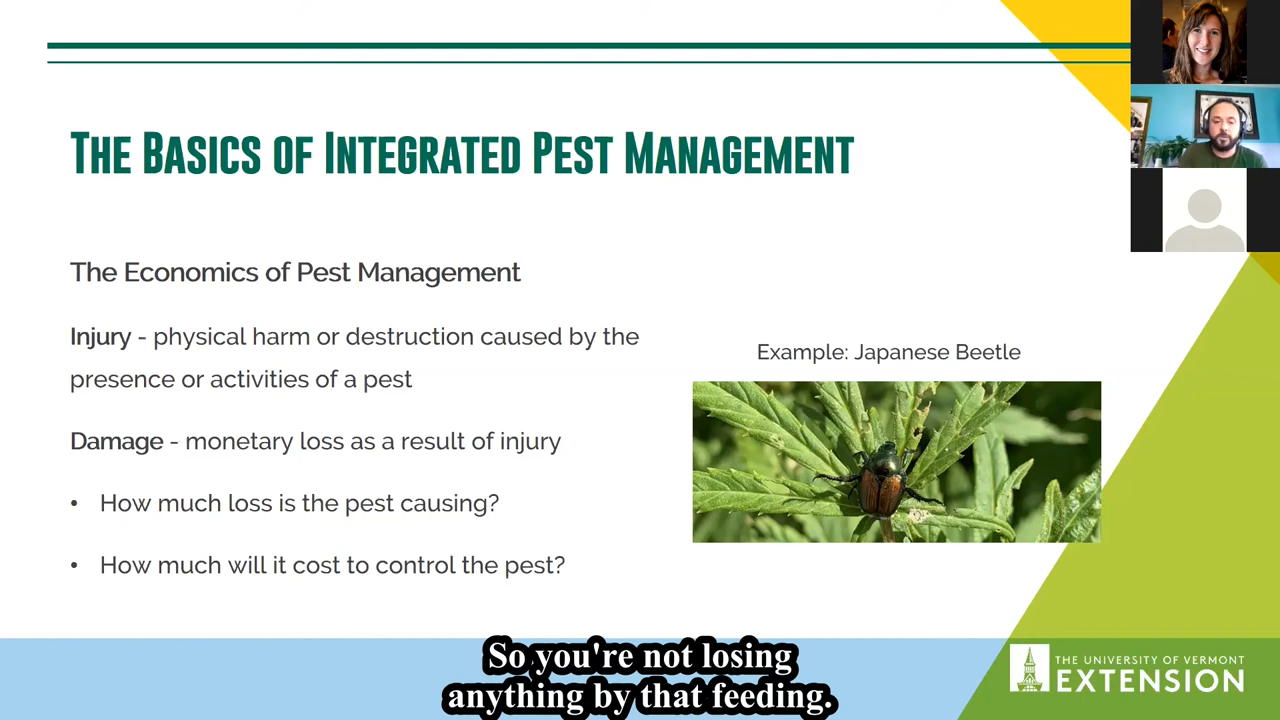 The Basics of Integrated Pest Management
The Economics of Pest Management
Injury - physical harm or destruction caused by the
presence or activities of a pest
Damage - monetary loss as a result of injury
• How much loss is the pest causing?
• How much will it cost to control the pest?
Example: Japanese Beetle
So you're not losing
anything by that feeding.
THE UNIVERSITY OF VERMONT
EXTENSION